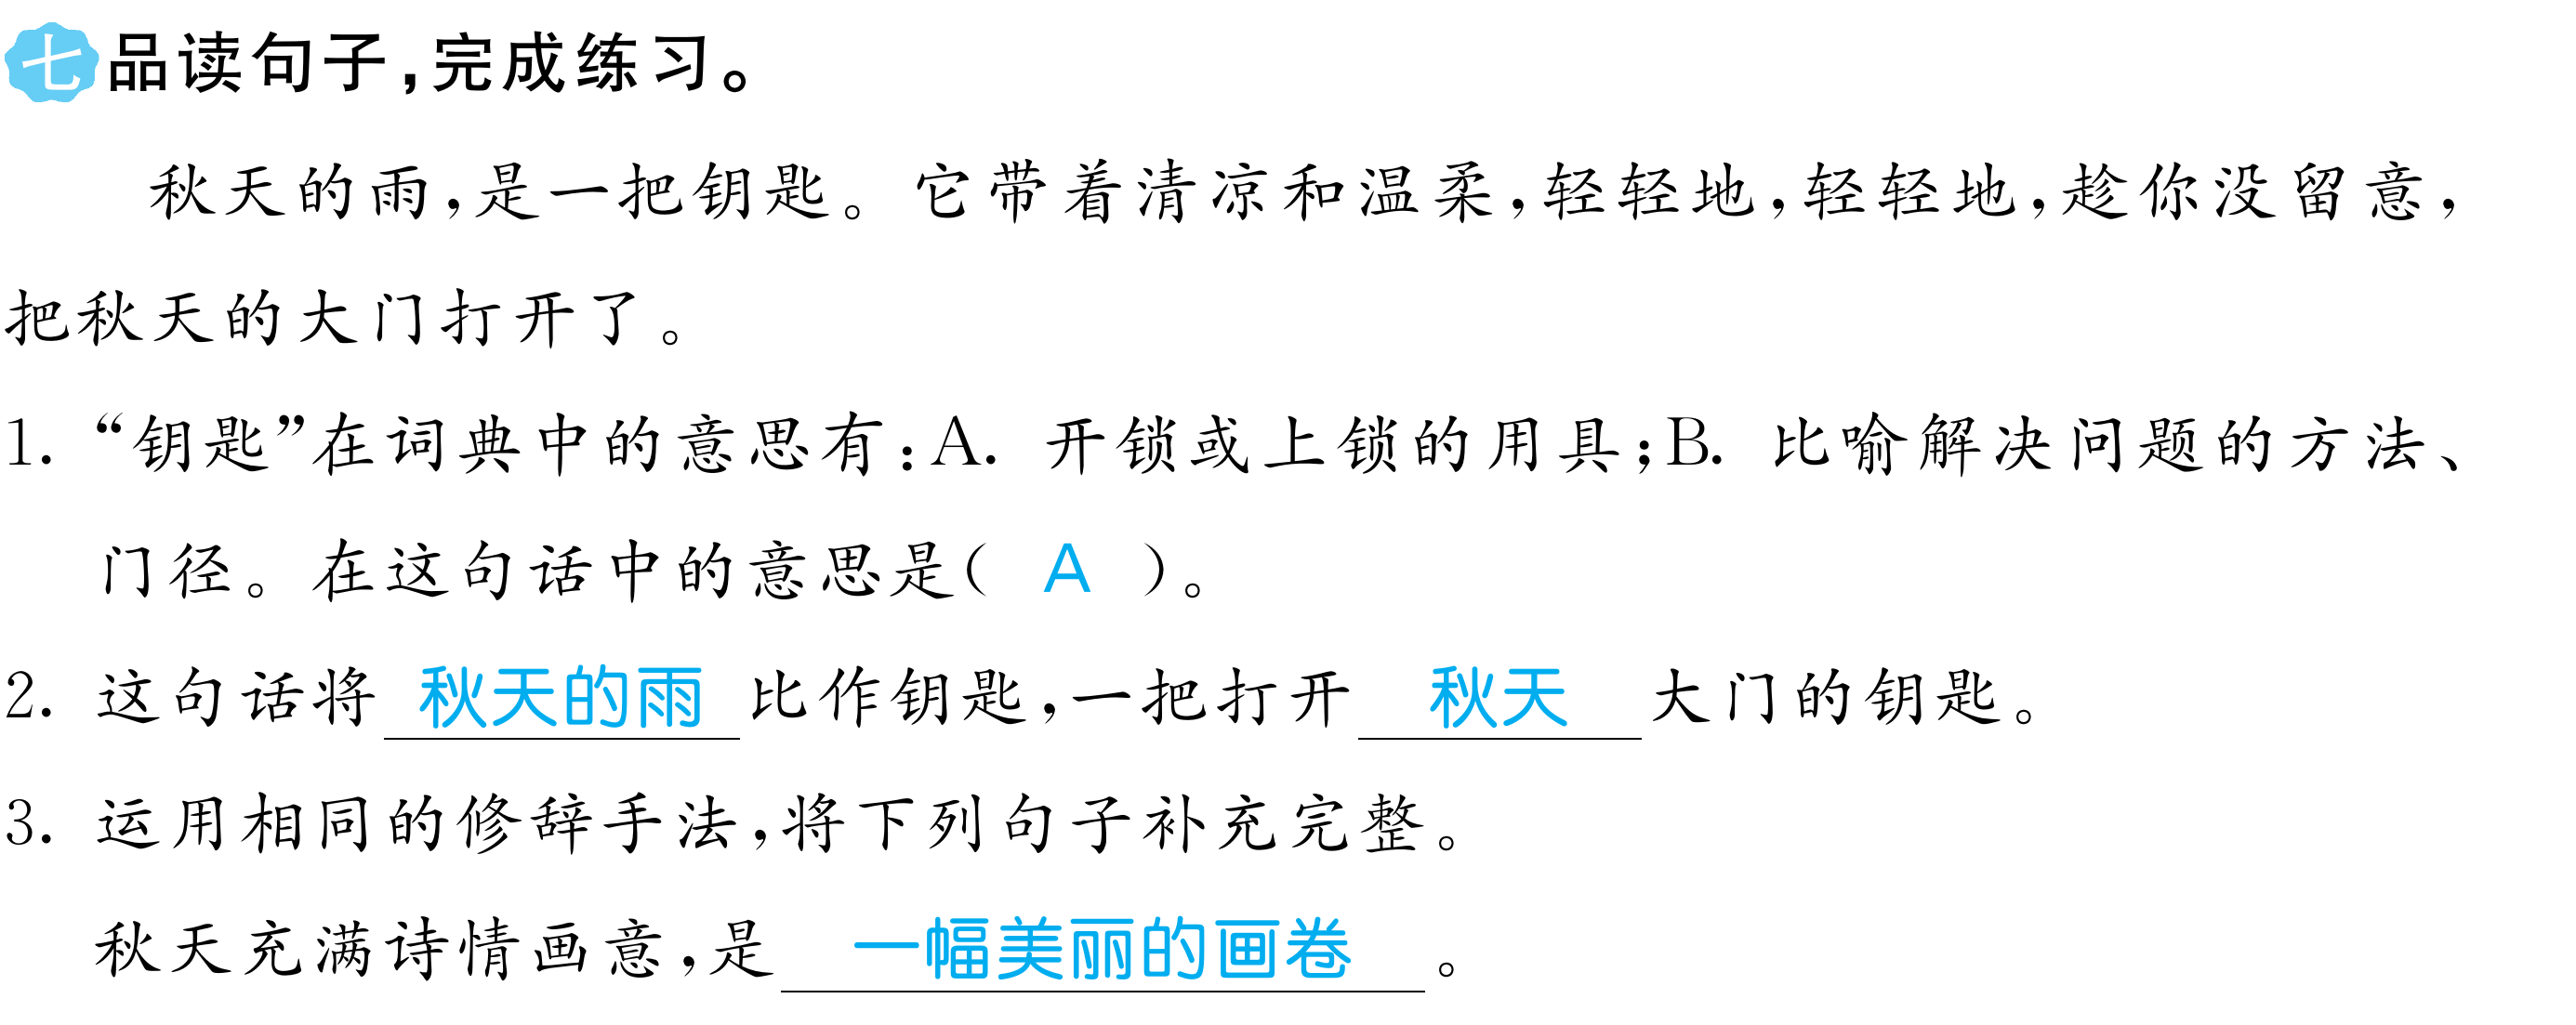 七 品读句子,完成练习。
秋天的雨,是一把钥匙。它带着清凉和温柔,轻轻地,轻轻地,趁你没留意,
把秋天的大门打开了。
1. “钥匙”在词典中的意思有:A. 开锁或上锁的用具;B. 比喻解决问题的方法、
门径。在这句话中的意思是( A )。
2. 这句话将 秋天的雨 比作钥匙,一把打开 秋天 大门的钥匙。
3. 运用相同的修辞手法,将下列句子补充完整。
秋天充满诗情画意,是 一幅美丽的画卷 。